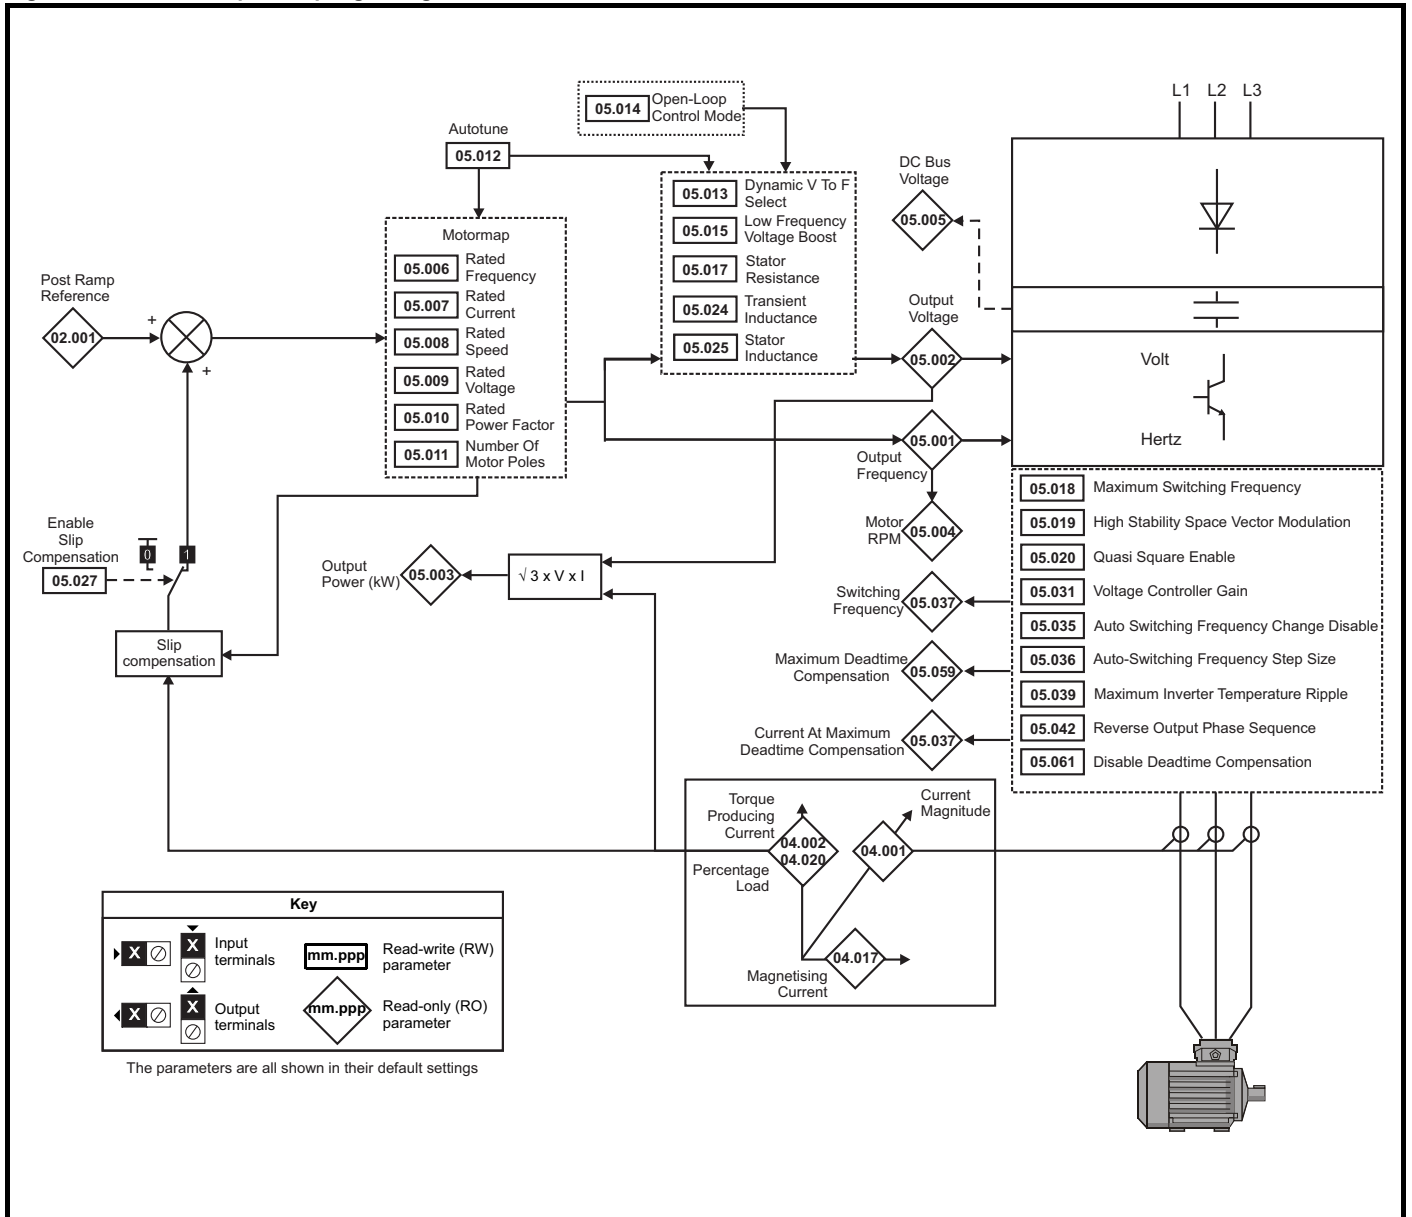 L1 L2 L3
05.014
Open-Loop
Control Mode
Autotune
05.012
DC Bus
Voltage
05.005
05.013
Dynamic V To F
Select
05.015
Low Frequency
Voltage Boost
05.017
Stator
Resistance
05.024
Transient
Inductance
05.025
Stator
Inductance
Motormap
05.006
Rated
Frequency
05.007
Rated
Current
05.008
Rated
Speed
05.009
Rated
Voltage
05.010
Rated
Power Factor
05.011
Number Of
Motor Poles
Post Ramp
Reference
02.001
+
+
Output
Voltage
05.002
Volt
Hertz
05.001
Output
Frequency
Motor
RPM
05.004
Enable
Slip
Compensation
05.027
0
1
Slip
compensation
Output
Power (kW)
05.003
√ 3 x V x I
Switching
Frequency
05.037
Maximum Deadtime
Compensation
05.059
Current At Maximum
Deadtime Compensation
05.037
05.018 Maximum Switching Frequency
05.019 High Stability Space Vector Modulation
05.020 Quasi Square Enable
05.031 Voltage Controller Gain
05.035 Auto Switching Frequency Change Disable
05.036 Auto-Switching Frequency Step Size
05.039 Maximum Inverter Temperature Ripple
05.042 Reverse Output Phase Sequence
05.061 Disable Deadtime Compensation
Torque
Producing
Current
04.002
04.020
Percentage
Load
Current
Magnitude
04.001
04.017
Magnetising
Current
Key
X
X
Input
terminals
mm.ppp
Read-write (RW)
parameter
X
X
Output
terminals
mm.ppp
Read-only (RO)
parameter
The parameters are all shown in their default settings